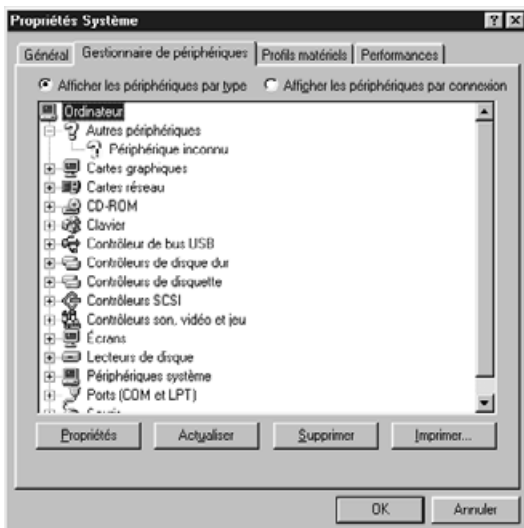 Propriétés Système
Général Gestionnaire de périphériques Profils matériels Performances
Afficher les périphériques par type Afficher les périphériques par connexion
Ordinateur
Autres périphériques
Périphérique inconnu
Cartes graphiques
Cartes réseau
CD-ROM
Clavier
Contrôleur de bus USB
Contrôleurs de disque dur
Contrôleurs de disquette
Contrôleurs SCSI
Contrôleurs son, vidéo et jeu
Écrans
Lecteurs de disque
Périphériques système
Ports (COM et LPT)
Propriétés Actualiser Supprimer Imprimer...
OK Annuler